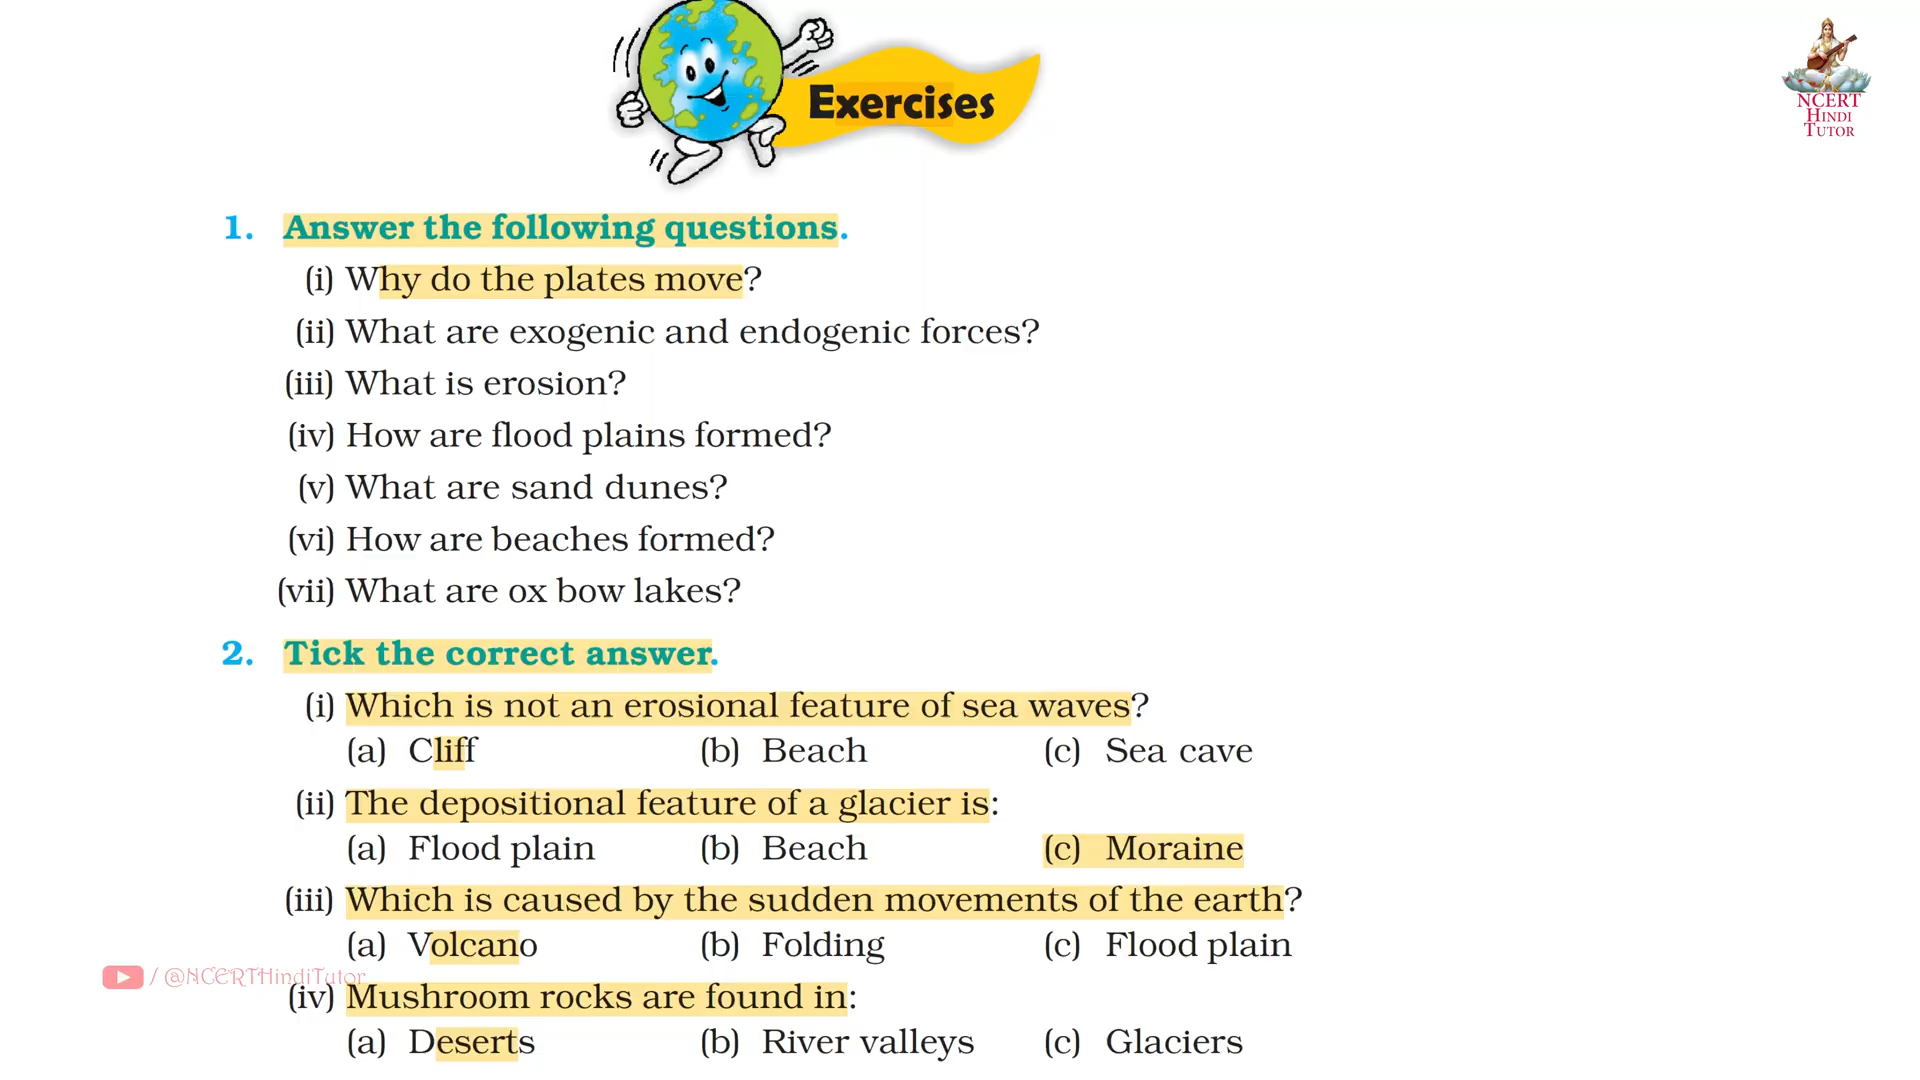 Exercises
NCERT
HINDI
TUTOR
1. Answer the following questions.
(i) Why do the plates move?
(ii) What are exogenic and endogenic forces?
(iii) What is erosion?
(iv) How are flood plains formed?
(v) What are sand dunes?
(vi) How are beaches formed?
(vii) What are ox bow lakes?
2. Tick the correct answer.
(i) Which is not an erosional feature of sea waves?
(a) Cliff (b) Beach (c) Sea cave
(ii) The depositional feature of a glacier is:
(a) Flood plain (b) Beach (c) Moraine
(iii) Which is caused by the sudden movements of the earth?
(a) Volcano (b) Folding (c) Flood plain
/ @NCERTHindiTutor
(iv) Mushroom rocks are found in:
(a) Deserts (b) River valleys (c) Glaciers